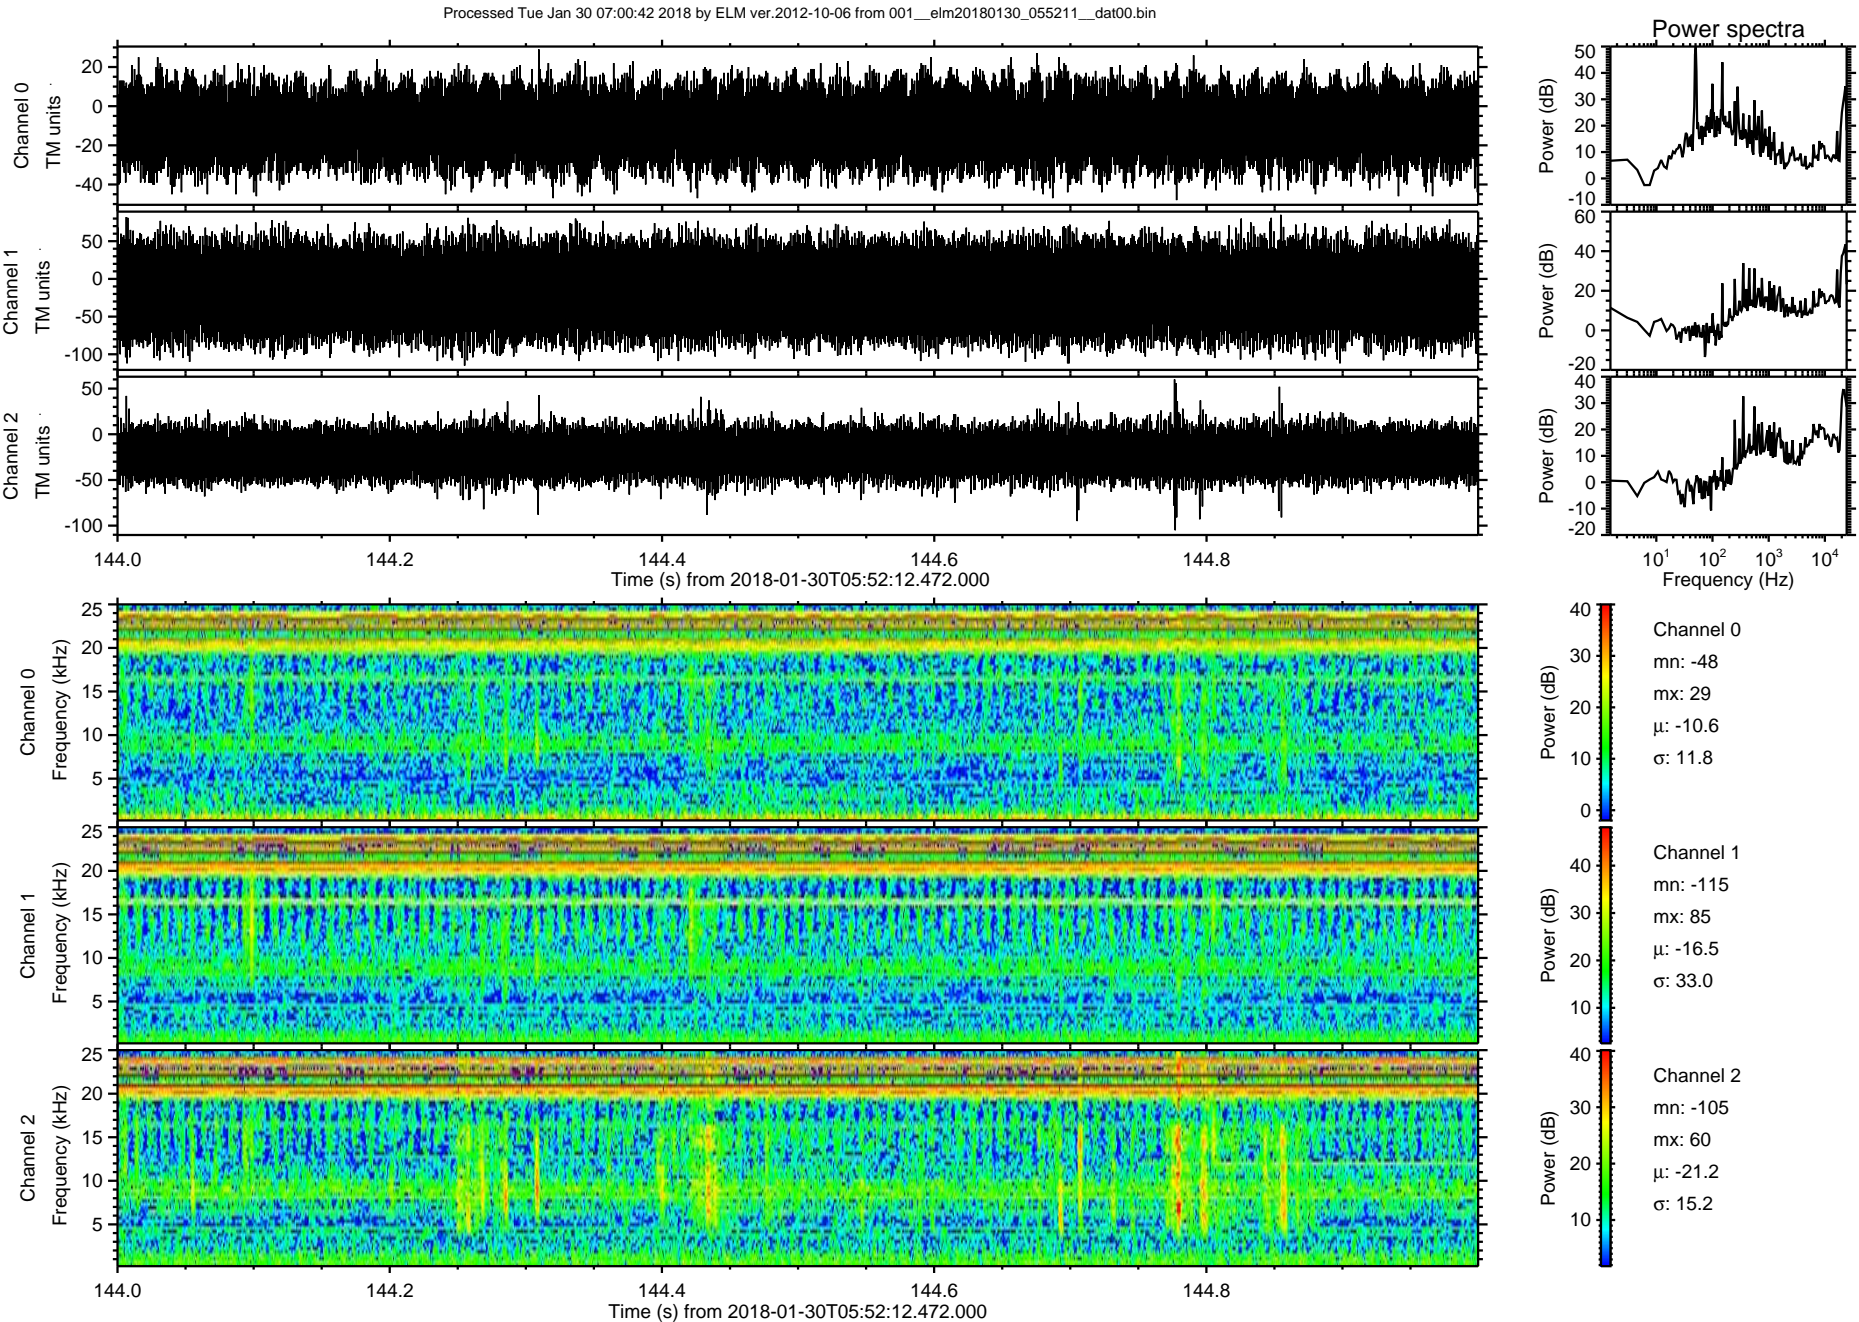 Processed Tue Jan 30 07:00:42 2018 by ELM ver.2012-10-06 from 001__elm20180130_055211__dat00.bin
Power spectra
Channel 0
TM units
20
0
-20
-40
Power (dB)
50
40
30
20
10
0
-10
Channel 1
TM units
50
0
-50
-100
Power (dB)
60
40
20
0
-20
Channel 2
TM units
50
0
-50
-100
Power (dB)
40
30
20
10
0
-10
-20
144.0 144.2 144.4 144.6 144.8
Time (s) from 2018-01-30T05:52:12.472.000
10^1 10^2 10^3 10^4
Frequency (Hz)
Channel 0
Frequency (kHz)
25
20
15
10
5
Power (dB)
40
30
20
10
0
Channel 0
mn: -48
mx: 29
µ: -10.6
σ: 11.8
Channel 1
Frequency (kHz)
25
20
15
10
5
Power (dB)
40
30
20
10
Channel 1
mn: -115
mx: 85
µ: -16.5
σ: 33.0
Channel 2
Frequency (kHz)
25
20
15
10
5
Power (dB)
40
30
20
10
Channel 2
mn: -105
mx: 60
µ: -21.2
σ: 15.2
144.0 144.2 144.4 144.6 144.8
Time (s) from 2018-01-30T05:52:12.472.000